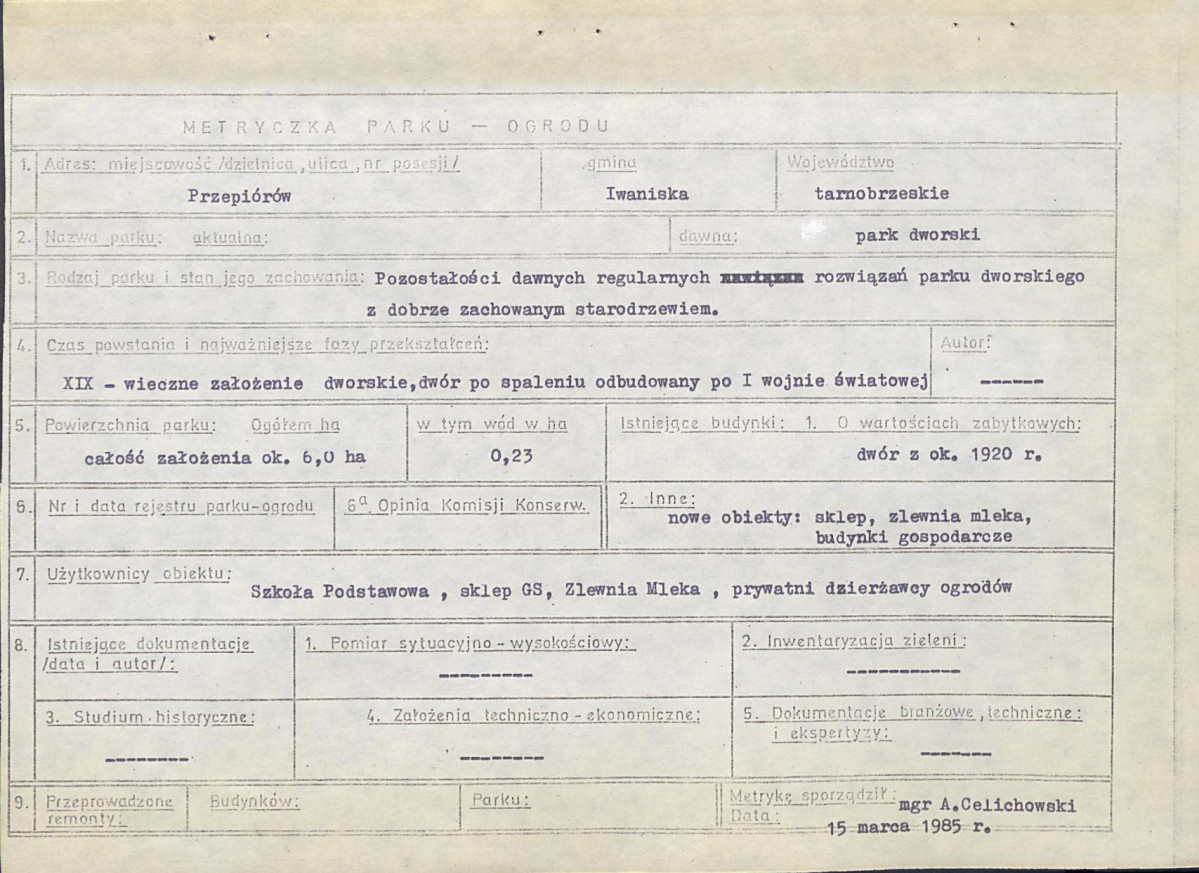 METRYCZKA PARKU — OGRODU
1. Adres: miejscowość /dzielnica, ulica, nr posesji/ gmina Województwo
Przepiórów Iwaniska tarnobrzeskie
2. Nazwa parku: aktualna: dawna: park dworski
3. Rodzaj parku i stan jego zachowania: Pozostałości dawnych regularnych rozwiązań parku dworskiego
z dobrze zachowanym starodrzewiem.
4. Czas powstania i najważniejsze fazy przekształceń: Autor:
XIX - wieczne założenie dworskie,dwór po spaleniu odbudowany po I wojnie światowej ------
5. Powierzchnia parku: Ogółem ha w tym wód w ha Istniejące budynki: 1. O wartościach zabytkowych:
całość założenia ok. 6,0 ha 0,23 dwór z ok. 1920 r.
6. Nr i data rejestru parku-ogrodu 6a. Opinia Komisji Konserw. 2. Inne:
nowe obiekty: sklep, zlewnia mleka,
budynki gospodarcze
7. Użytkownicy obiektu:
Szkoła Podstawowa , sklep GS, Zlewnia Mleka , prywatni dzierżawcy ogrodów
8. Istniejące dokumentacje 1. Pomiar sytuacyjno-wysokościowy: 2. Inwentaryzacja zieleni:
/data i autor/:
--------- ----------
3. Studium historyczne: 4. Założenia techniczno-ekonomiczne: 5. Dokumentacje branżowe, techniczne:
i ekspertyzy:
--------- --------- --------
9. Przeprowadzone Budynków: Parku: Metrykę sporządził: mgr A.Celichowski
remonty: Data: 15 marca 1985 r.